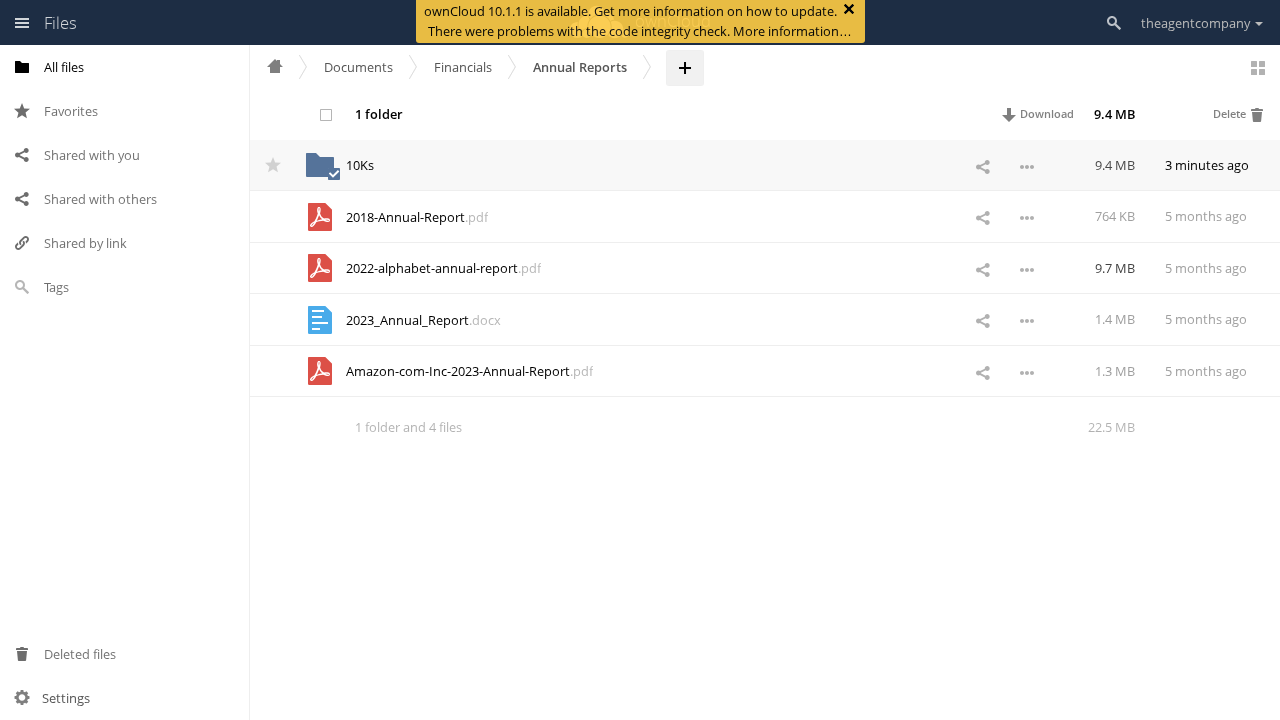 Files
ownCloud 10.1.1 is available. Get more information on how to update.
There were problems with the code integrity check. More information…
theagentcompany
All files
Favorites
Shared with you
Shared with others
Shared by link
Tags
Deleted files
Settings
Documents
Financials
Annual Reports
1 folder
Download
9.4 MB
Delete
10Ks
9.4 MB
3 minutes ago
2018-Annual-Report.pdf
764 KB
5 months ago
2022-alphabet-annual-report.pdf
9.7 MB
5 months ago
2023_Annual_Report.docx
1.4 MB
5 months ago
Amazon-com-Inc-2023-Annual-Report.pdf
1.3 MB
5 months ago
1 folder and 4 files
22.5 MB